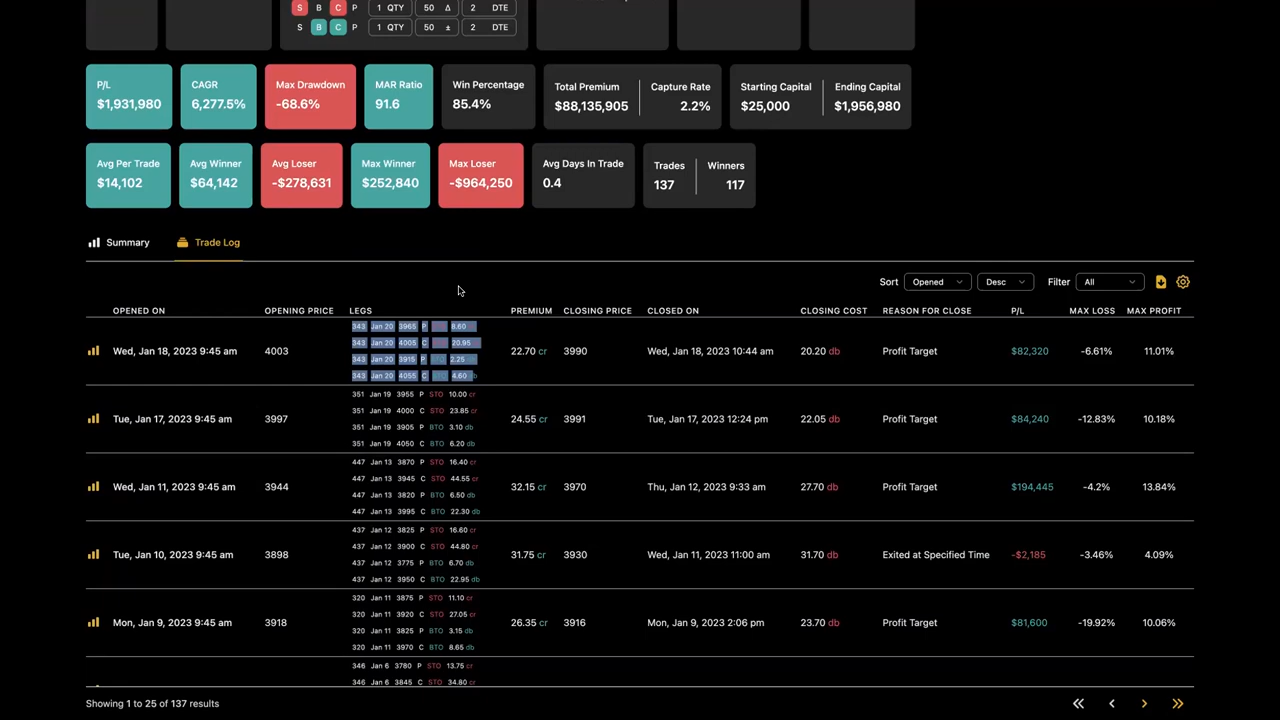 S B C P 1 QTY 50 Δ 2 DTE
S B C P 1 QTY 50 ± 2 DTE
P/L CAGR Max Drawdown MAR Ratio Win Percentage Total Premium Capture Rate Starting Capital Ending Capital
$1,931,980 6,277.5% -68.6% 91.6 85.4% $88,135,905 2.2% $25,000 $1,956,980
Avg Per Trade Avg Winner Avg Loser Max Winner Max Loser Avg Days In Trade Trades Winners
$14,102 $64,142 -$278,631 $252,840 -$964,250 0.4 137 117
Summary Trade Log
Sort Opened Desc Filter All
OPENED ON OPENING PRICE LEGS PREMIUM CLOSING PRICE CLOSED ON CLOSING COST REASON FOR CLOSE P/L MAX LOSS MAX PROFIT
343 Jan 20 3965 P 8.60
343 Jan 20 4005 C 20.95
Wed, Jan 18, 2023 9:45 am 4003 22.70 cr 3990 Wed, Jan 18, 2023 10:44 am 20.20 db Profit Target $82,320 -6.61% 11.01%
343 Jan 20 3915 P BTO 2.25
343 Jan 20 4055 C BTO 4.60 db
351 Jan 19 3955 P STO 10.00 cr
351 Jan 19 4000 C STO 23.85 cr
Tue, Jan 17, 2023 9:45 am 3997 24.55 cr 3991 Tue, Jan 17, 2023 12:24 pm 22.05 db Profit Target $84,240 -12.83% 10.18%
351 Jan 19 3905 P BTO 3.10 db
351 Jan 19 4050 C BTO 6.20 db
447 Jan 13 3870 P STO 16.40 cr
447 Jan 13 3945 C STO 44.55 cr
Wed, Jan 11, 2023 9:45 am 3944 32.15 cr 3970 Thu, Jan 12, 2023 9:33 am 27.70 db Profit Target $194,445 -4.2% 13.84%
447 Jan 13 3820 P BTO 6.50 db
447 Jan 13 3995 C BTO 22.30 db
437 Jan 12 3825 P STO 16.60 cr
437 Jan 12 3900 C STO 44.80 cr
Tue, Jan 10, 2023 9:45 am 3898 31.75 cr 3930 Wed, Jan 11, 2023 11:00 am 31.70 db Exited at Specified Time -$2,185 -3.46% 4.09%
437 Jan 12 3775 P BTO 6.70 db
437 Jan 12 3950 C BTO 22.95 db
320 Jan 11 3875 P STO 11.10 cr
320 Jan 11 3920 C STO 27.05 cr
Mon, Jan 9, 2023 9:45 am 3918 26.35 cr 3916 Mon, Jan 9, 2023 2:06 pm 23.70 db Profit Target $81,600 -19.92% 10.06%
320 Jan 11 3825 P BTO 3.15 db
320 Jan 11 3970 C BTO 8.65 db
346 Jan 6 3780 P STO 13.75 cr
346 Jan 6 3845 C STO 34.80 cr
Showing 1 to 25 of 137 results